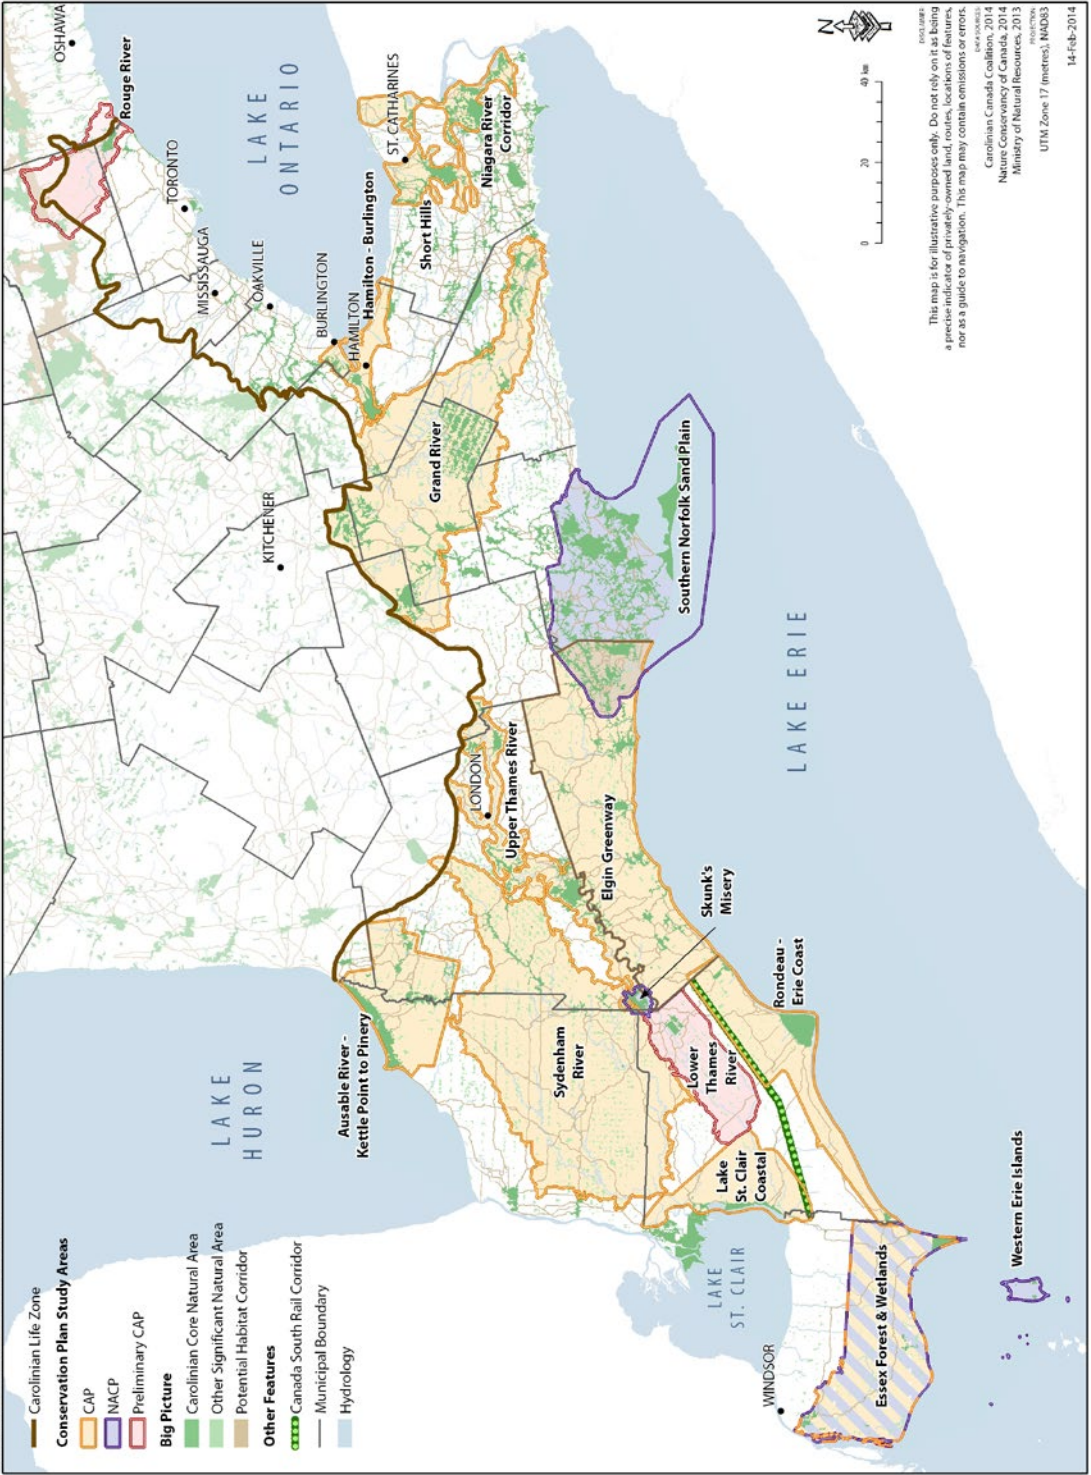 Carolinian Life Zone
Conservation Plan Study Areas
CAP
NACP
Preliminary CAP
Big Picture
Carolinian Core Natural Area
Other Significant Natural Area
Potential Habitat Corridor
Other Features
Canada South Rail Corridor
Municipal Boundary
Hydrology
LAKE
HURON
Ausable River -
Kettle Point to Pinery
KITCHENER
MISSISSAUGA
OAKVILLE
TORONTO
OSHAWA
Rouge River
LAKE
ONTARIO
BURLINGTON
HAMILTON
Hamilton - Burlington
ST. CATHARINES
Short Hills
Niagara River
Corridor
Grand River
LONDON
Upper Thames River
Sydenham
River
Elgin Greenway
Southern Norfolk Sand Plain
Skunk's
Misery
Lower
Thames
River
Lake
St. Clair
Coastal
Rondeau -
Erie Coast
LAKE
ST. CLAIR
WINDSOR
LAKE ERIE
Essex Forest & Wetlands
Western Erie Islands
N
0 20 40 km
DISCLAIMER:
This map is for illustrative purposes only. Do not rely on it as being
a precise indicator of privately-owned land, routes, locations of features,
nor as a guide to navigation. This map may contain omissions or errors.
DATA SOURCES:
Carolinian Canada Coalition, 2014
Nature Conservancy of Canada, 2014
Ministry of Natural Resources, 2013
PROJECTION:
UTM Zone 17 (metres), NAD83
14-Feb-2014